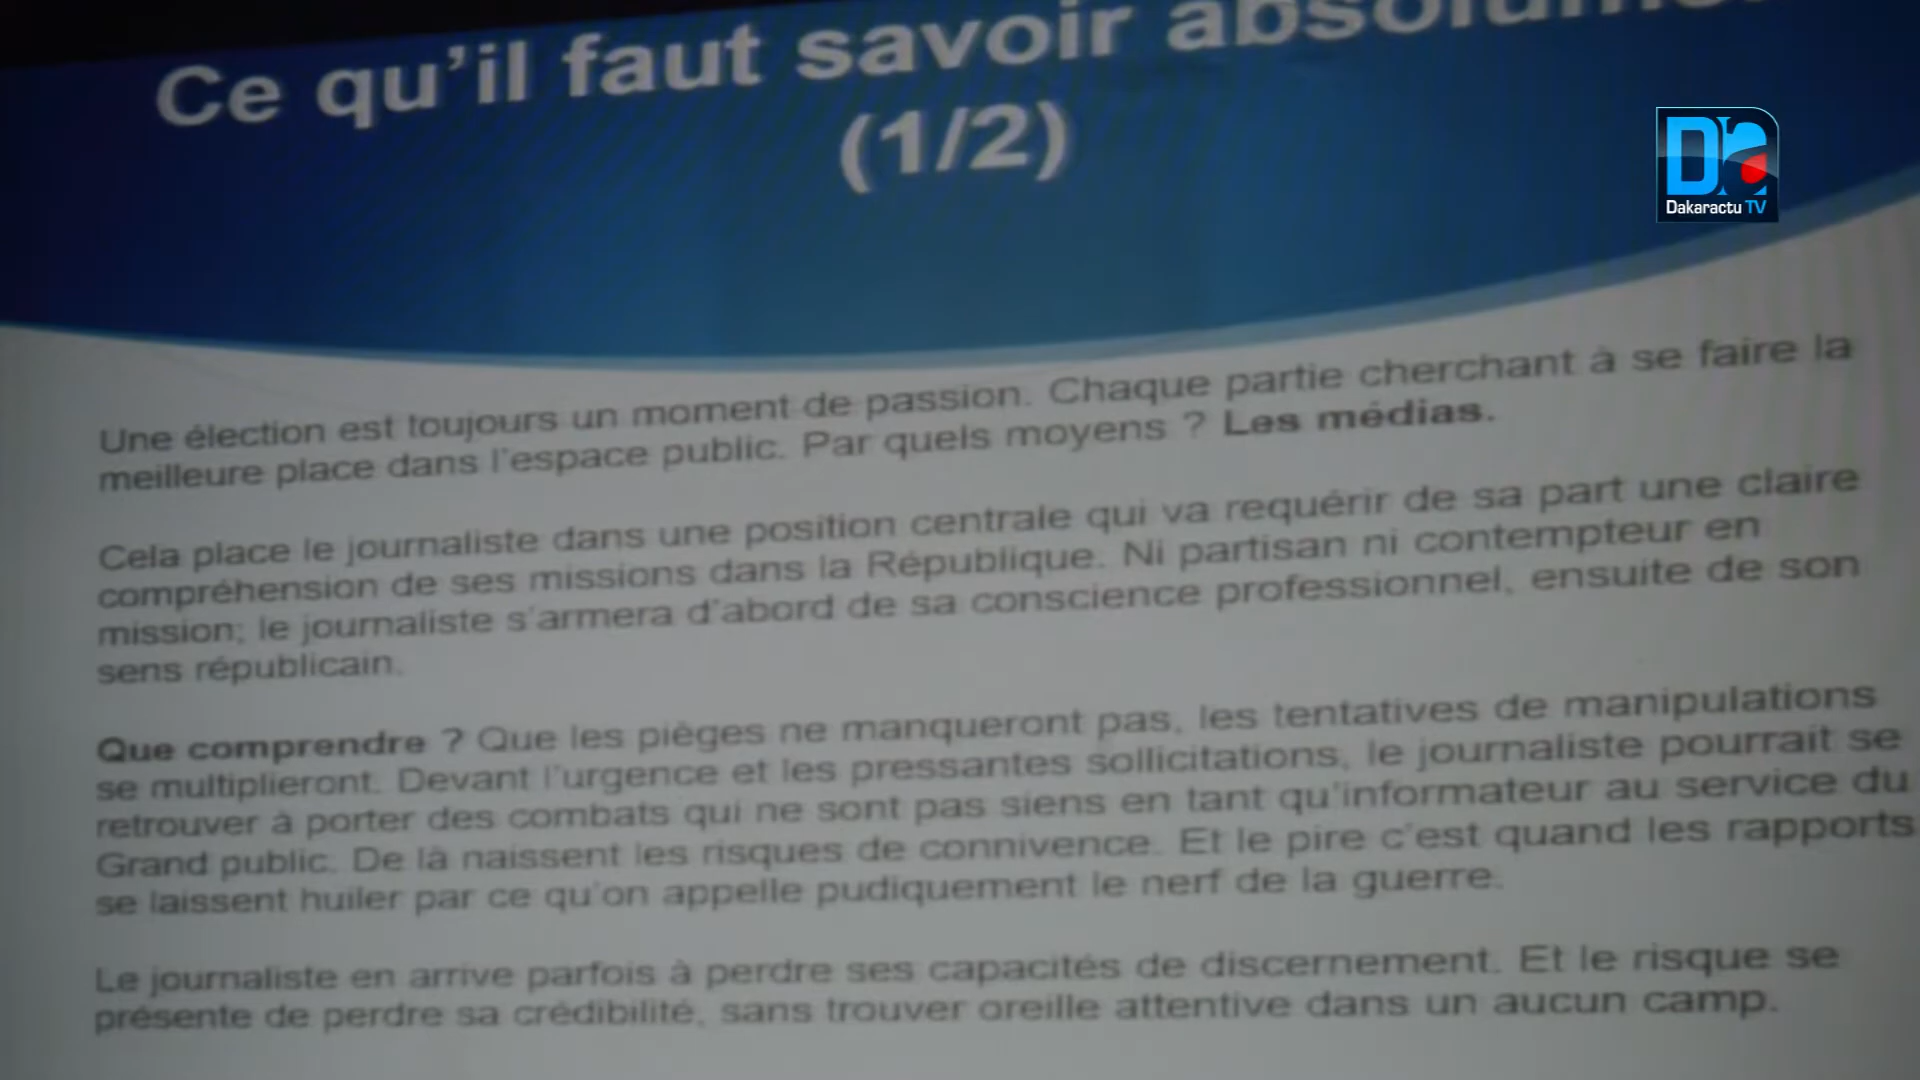 Ce qu'il faut savoir
(1/2)
Dakaractu TV
Une élection est toujours un moment de passion. Chaque partie cherchant à se faire la
meilleure place dans l'espace public. Par quels moyens ? Les médias.
Cela place le journaliste dans une position centrale qui va requérir de sa part une claire
compréhension de ses missions dans la République. Ni partisan ni contempteur en
mission; le journaliste s'armera d'abord de sa conscience professionnel, ensuite de son
sens républicain.
Que comprendre ? Que les pièges ne manqueront pas, les tentatives de manipulations
se multiplieront. Devant l'urgence et les pressantes sollicitations, le journaliste pourrait se
retrouver à porter des combats qui ne sont pas siens en tant qu'informateur au service du
Grand public. De là naissent les risques de connivence. Et le pire c'est quand les rapports
se laissent huiler par ce qu'on appelle pudiquement le nerf de la guerre.
Le journaliste en arrive parfois à perdre ses capacités de discernement. Et le risque se
présente de perdre sa crédibilité, sans trouver oreille attentive dans un aucun camp.